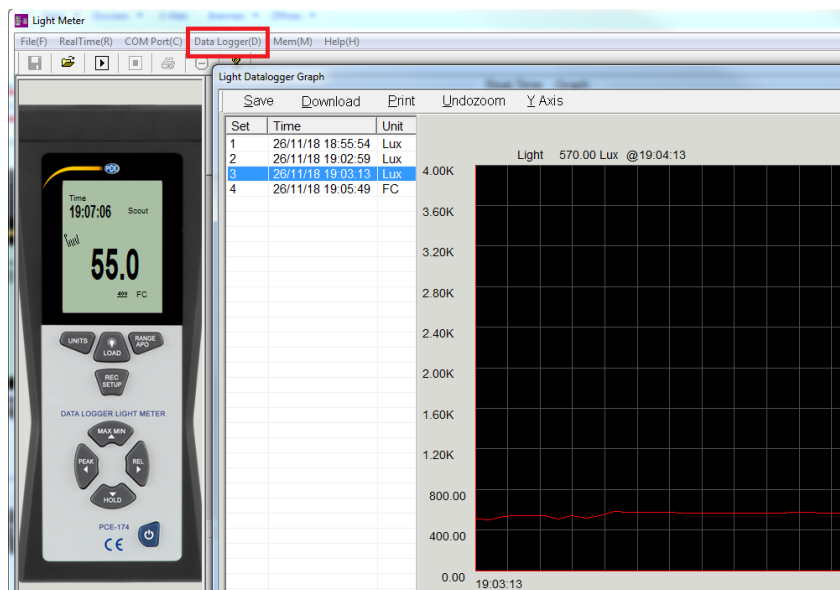 Light Meter
File(F) RealTime(R) COM Port(C) Data Logger(D) Mem(M) Help(H)
Light Datalogger Graph
Save Download Print Undozoom Y Axis
Set Time Unit
1 26/11/18 18:55:54 Lux
2 26/11/18 19:02:59 Lux
3 26/11/18 19:03:13 Lux
4 26/11/18 19:05:49 FC
Light 570.00 Lux @19:04:13
4.00K
3.60K
3.20K
2.80K
2.40K
2.00K
1.60K
1.20K
800.00
400.00
0.00
19:03:13
PCE
Time
19:07:06 Scout
55.0
400 FC
UNITS
LOAD
RANGE
APO
REC
SETUP
DATA LOGGER LIGHT METER
MAX MIN
PEAK
REL
HOLD
PCE-174
CE